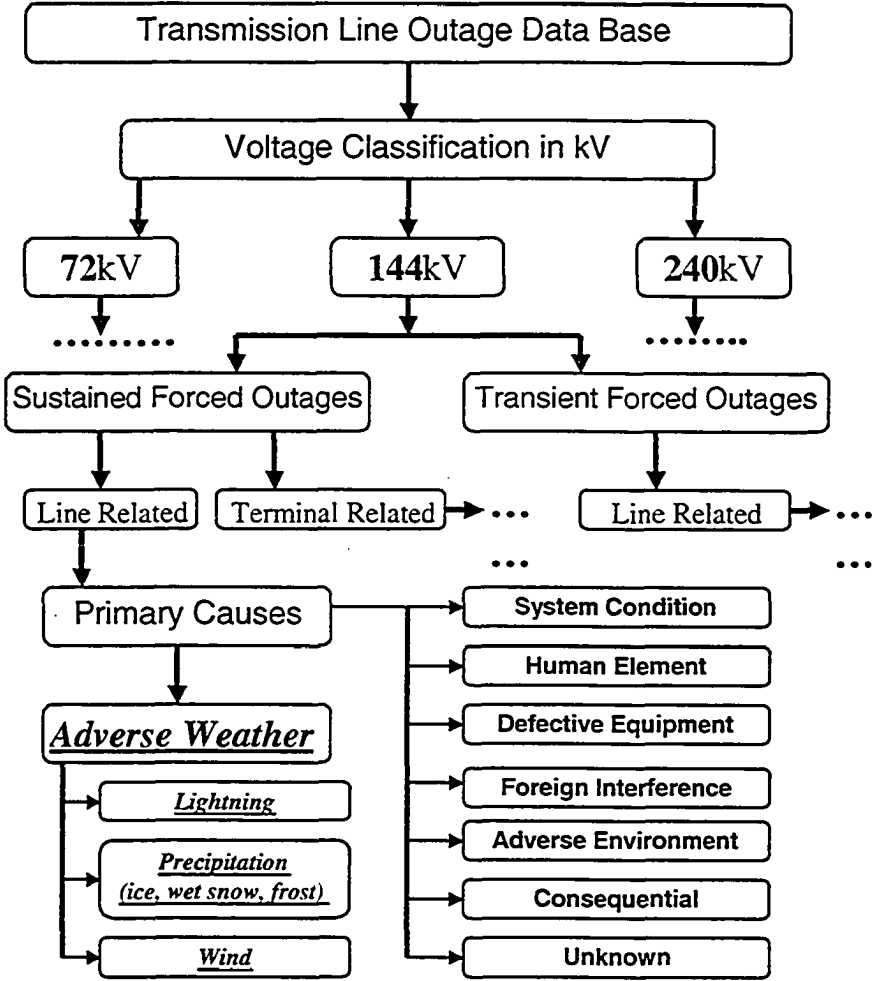 Transmission Line Outage Data Base
Voltage Classification in kV
72kV
144kV
240kV
.........
.........
Sustained Forced Outages
Transient Forced Outages
Line Related
Terminal Related
...
Line Related
...
...
...
Primary Causes
System Condition
Human Element
Adverse Weather
Defective Equipment
Lightning
Foreign Interference
Precipitation
(ice, wet snow, frost)
Adverse Environment
Consequential
Wind
Unknown